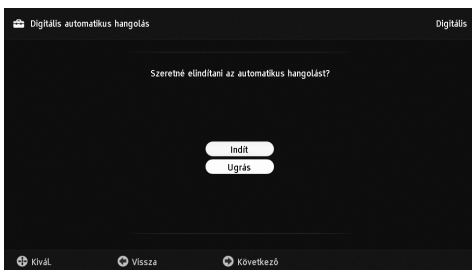 Digitális automatikus hangolás
Digitális
Szeretné elindítani az automatikus hangolást?
Indít
Ugrás
Kivál.
Vissza
Következő